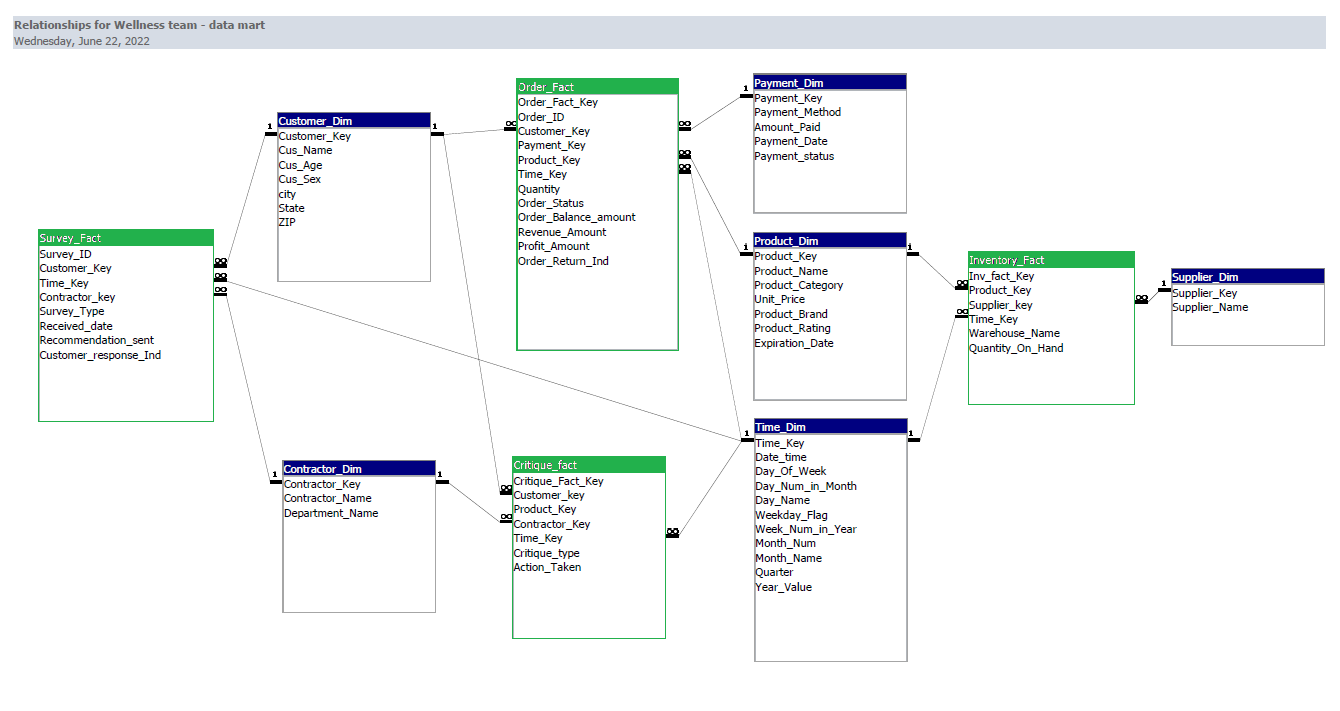 Relationships for Wellness team - data mart
Wednesday, June 22, 2022
Survey_Fact
Survey_ID
Customer_Key
Time_Key
Contractor_key
Survey_Type
Received_date
Recommendation_sent
Customer_response_Ind
Customer_Dim
Customer_Key
Cus_Name
Cus_Age
Cus_Sex
city
State
ZIP
Contractor_Dim
Contractor_Key
Contractor_Name
Department_Name
Order_Fact
Order_Fact_Key
Order_ID
Customer_Key
Payment_Key
Product_Key
Time_Key
Quantity
Order_Status
Order_Balance_amount
Revenue_Amount
Profit_Amount
Order_Return_Ind
Critique_fact
Critique_Fact_Key
Customer_key
Product_Key
Contractor_Key
Time_Key
Critique_type
Action_Taken
Payment_Dim
Payment_Key
Payment_Method
Amount_Paid
Payment_Date
Payment_status
Product_Dim
Product_Key
Product_Name
Product_Category
Unit_Price
Product_Brand
Product_Rating
Expiration_Date
Time_Dim
Time_Key
Date_time
Day_Of_Week
Day_Num_in_Month
Day_Name
Weekday_Flag
Week_Num_in_Year
Month_Num
Month_Name
Quarter
Year_Value
Inventory_Fact
Inv_fact_Key
Product_Key
Supplier_key
Time_Key
Warehouse_Name
Quantity_On_Hand
Supplier_Dim
Supplier_Key
Supplier_Name
1
∞
1
∞
1
∞
1
∞
1
∞
1
∞
1
∞
1
∞
1
∞
1
∞
∞
∞